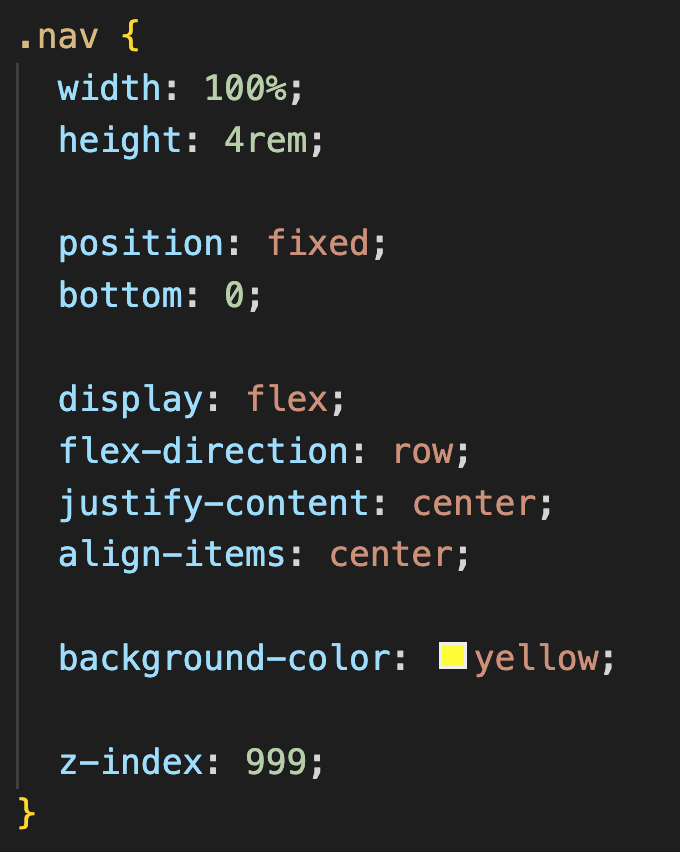 .nav {
width: 100%;
height: 4rem;
position: fixed;
bottom: 0;
display: flex;
flex-direction: row;
justify-content: center;
align-items: center;
background-color: yellow;
z-index: 999;
}